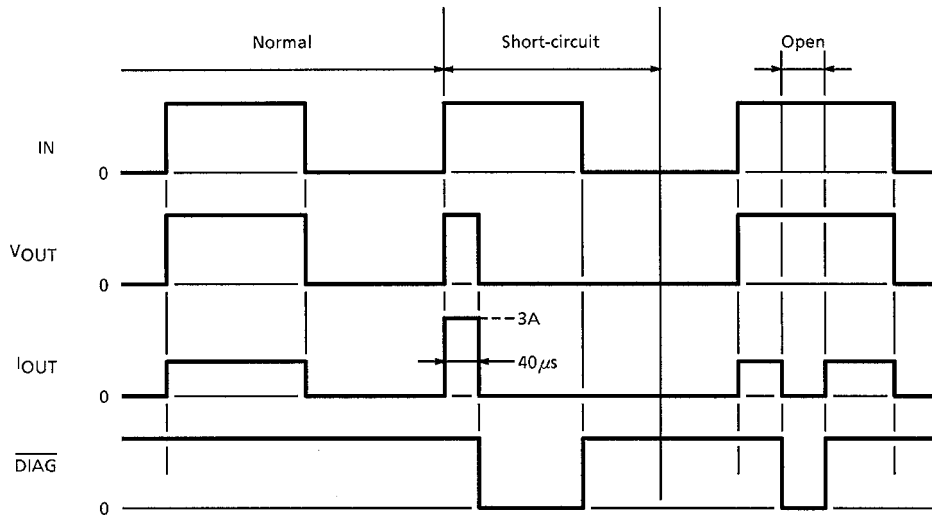 Normal Short-circuit Open
IN
0
VOUT
0
3A
IOUT
40μs
0
DIAG
0